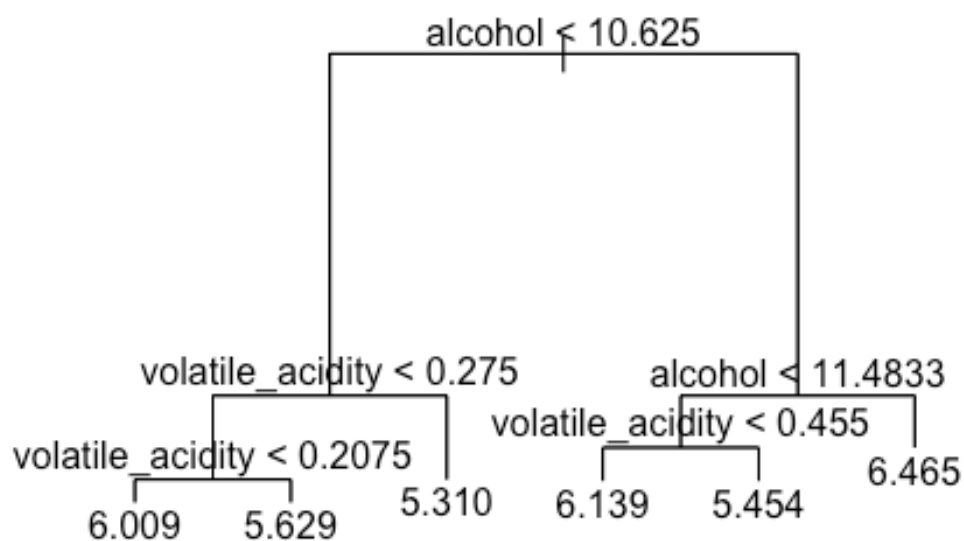 alcohol < 10.625
volatile_acidity < 0.275
alcohol < 11.4833
volatile_acidity < 0.455
volatile_acidity < 0.2075
6.465
5.310
6.139
5.454
6.009
5.629